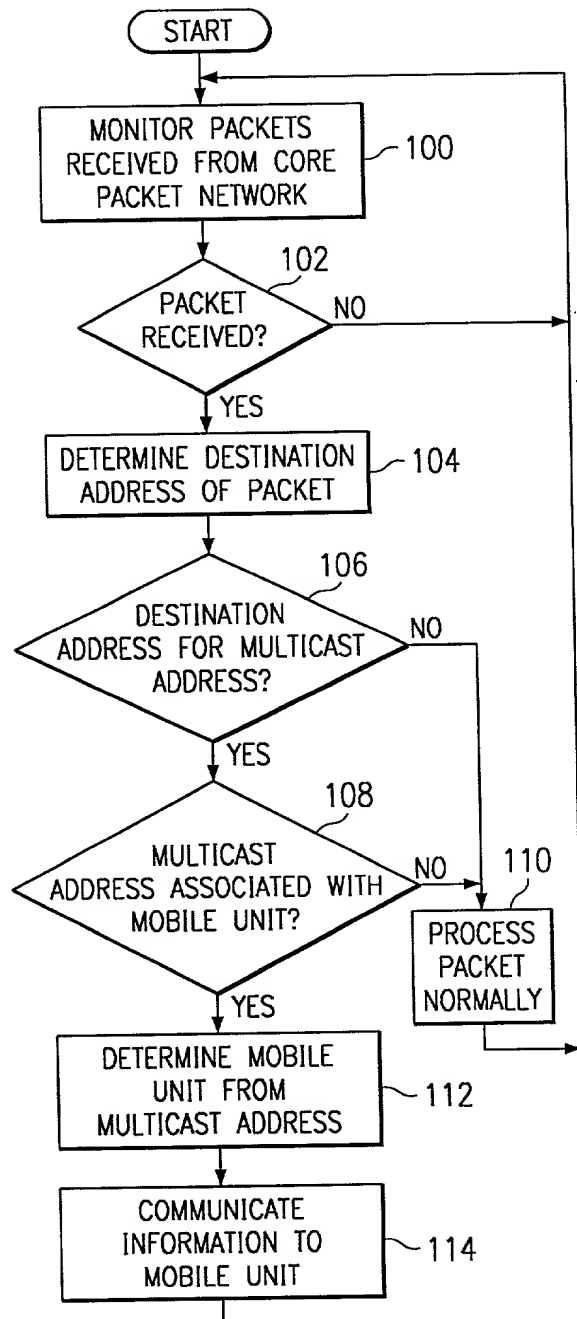 START
MONITOR PACKETS
RECEIVED FROM CORE
PACKET NETWORK
100
102
PACKET
RECEIVED?
NO
YES
DETERMINE DESTINATION
ADDRESS OF PACKET
104
106
DESTINATION
ADDRESS FOR MULTICAST
ADDRESS?
NO
YES
108
MULTICAST
ADDRESS ASSOCIATED WITH
MOBILE UNIT?
NO
110
PROCESS
PACKET
NORMALLY
YES
DETERMINE MOBILE
UNIT FROM
MULTICAST ADDRESS
112
COMMUNICATE
INFORMATION TO
MOBILE UNIT
114